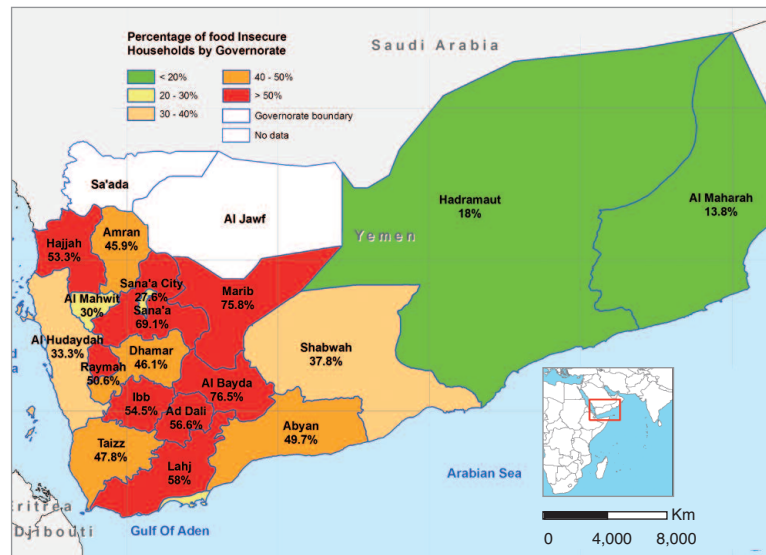 Percentage of food Insecure
Households by Governorate
< 20%
40 - 50%
20 - 30%
> 50%
30 - 40%
Governorate boundary
No data
Saudi Arabia
Sa'ada
Al Jawf
Hadramaut
18%
Al Maharah
13.8%
Yemen
Hajjah
53.3%
Amran
45.9%
Sana'a City
27.6%
Marib
75.8%
Al Mahwit
30%
Sana'a
69.1%
Al Hudaydah
33.3%
Dhamar
46.1%
Shabwah
37.8%
Raymah
50.6%
Al Bayda
76.5%
Ibb
54.5%
Ad Dali
56.6%
Abyan
49.7%
Taizz
47.8%
Lahj
58%
Arabian Sea
Eritrea
Djibouti
Gulf Of Aden
Km
0 4,000 8,000